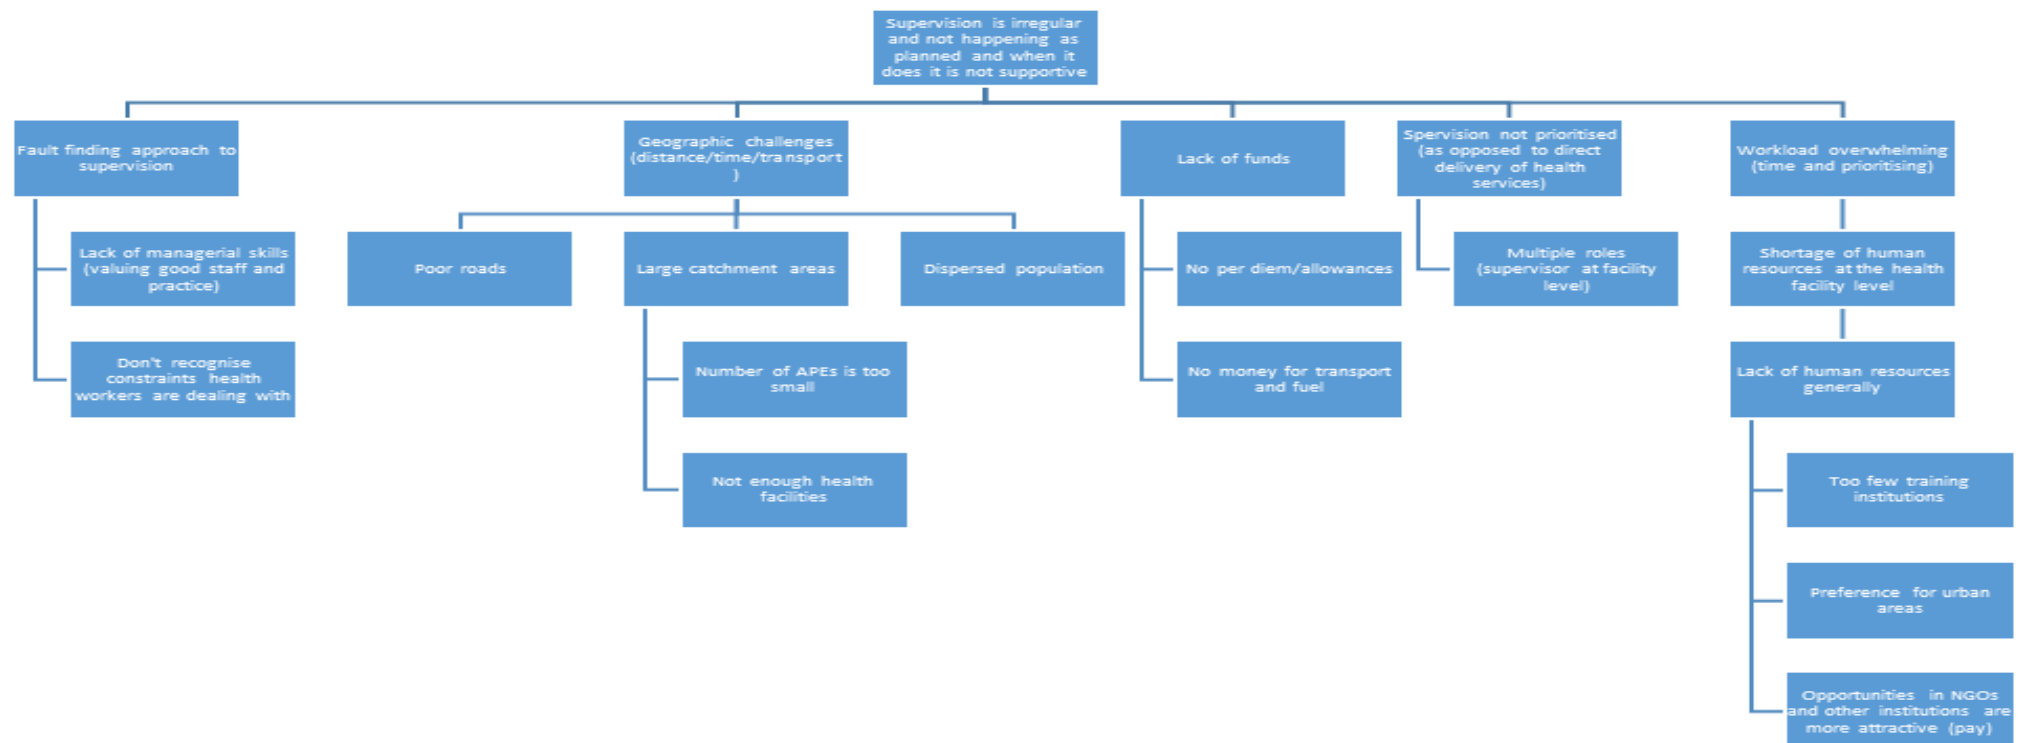 Supervision is irregular
and not happening as
planned and when it
does it is not supportive
Fault finding approach to
supervision
Lack of managerial skills
(valuing good staff and
practice)
Don't recognise
constraints health
workers are dealing with
Geographic challenges
(distance/time/transport
)
Poor roads
Large catchment areas
Number of APEs is too
small
Not enough health
facilities
Dispersed population
Lack of funds
No per diem/allowances
No money for transport
and fuel
Spervision not prioritised
(as opposed to direct
delivery of health
services)
Multiple roles
(supervisor at facility
level)
Workload overwhelming
(time and prioritising)
Shortage of human
resources at the health
facility level
Lack of human resources
generally
Too few training
institutions
Preference for urban
areas
Opportunities in NGOs
and other institutions are
more attractive (pay)